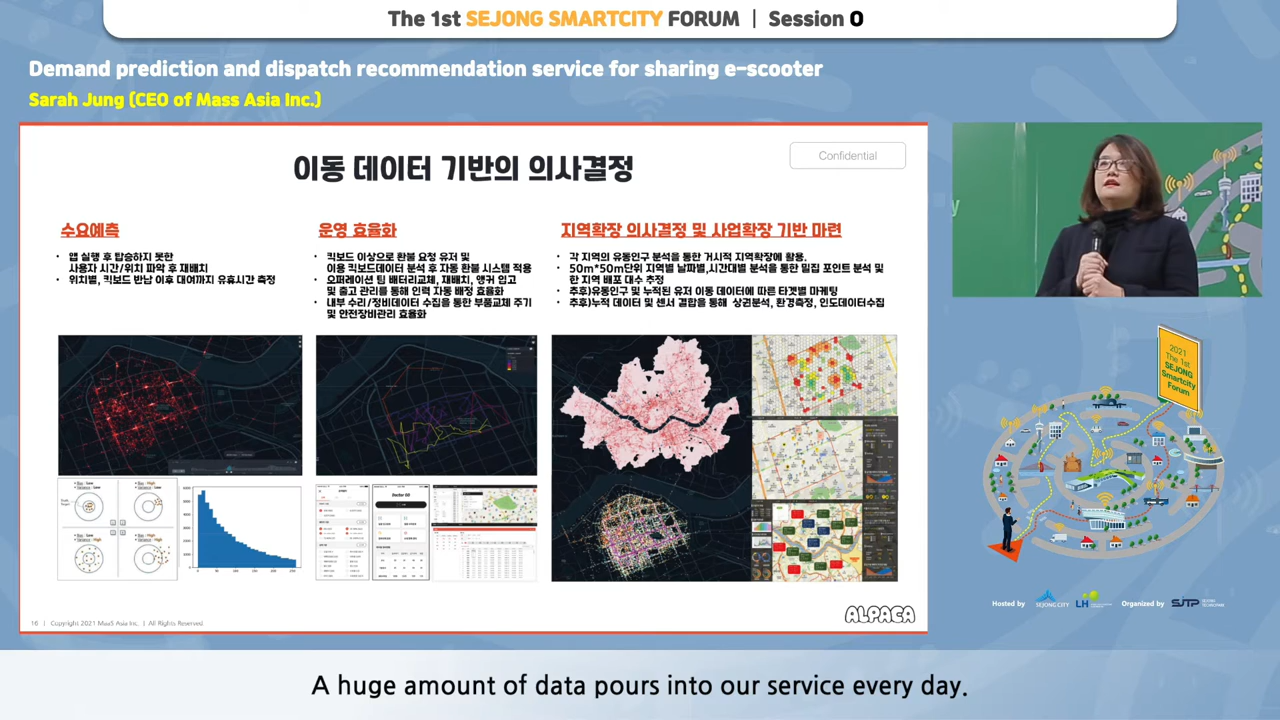 The 1st SEJONG SMARTCITY FORUM | Session 0
Demand prediction and dispatch recommendation service for sharing e-scooter
Sarah Jung (CEO of Mass Asia Inc.)
이동 데이터 기반의 의사결정
Confidential
수요예측
• 앱 실행 후 탑승하지 못한
사용자 시간/위치 파악 후 재배치
• 위치별, 킥보드 반납 이후 대여까지 유휴시간 측정
운영 효율화
• 킥보드 이상으로 환불 요청 유저 및
이용 킥보드데이터 분석 후 자동 환불 시스템 적용
• 오퍼레이션 팀 배터리교체, 재배치, 앵커 입고
및 출고 관리를 통해 인력 자동 배정 효율화
• 내부 수리/정비데이터 수집을 통한 부품교체 주기
및 안전장비관리 효율화
지역확장 의사결정 및 사업확장 기반 마련
• 각 지역의 유동인구 분석을 통한 거시적 지역확장에 활용.
• 50m*50m단위 지역별 날짜별,시간대별 분석을 통한 밀집 포인트 분석 및
한 지역 배포 대수 추정
• 추후)유동인구 및 누적된 유저 이동 데이터에 따른 타겟별 마케팅
• 추후)누적 데이터 및 센서 결합을 통해 상권분석, 환경측정, 인도데이터수집
Doctor GO
16 | Copyright 2021 MaaS Asia Inc. | All Rights Reserved
ALPACA
2021
The 1st
SEJONG
Smartcity
Forum
Hosted by SEJONG CITY LH Organized by SJTP
A huge amount of data pours into our service every day.